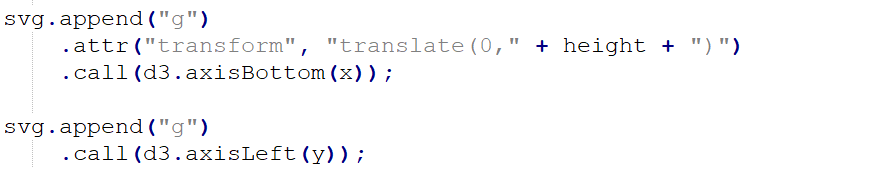 svg.append("g")
.attr("transform", "translate(0," + height + ")")
.call(d3.axisBottom(x));
svg.append("g")
.call(d3.axisLeft(y));